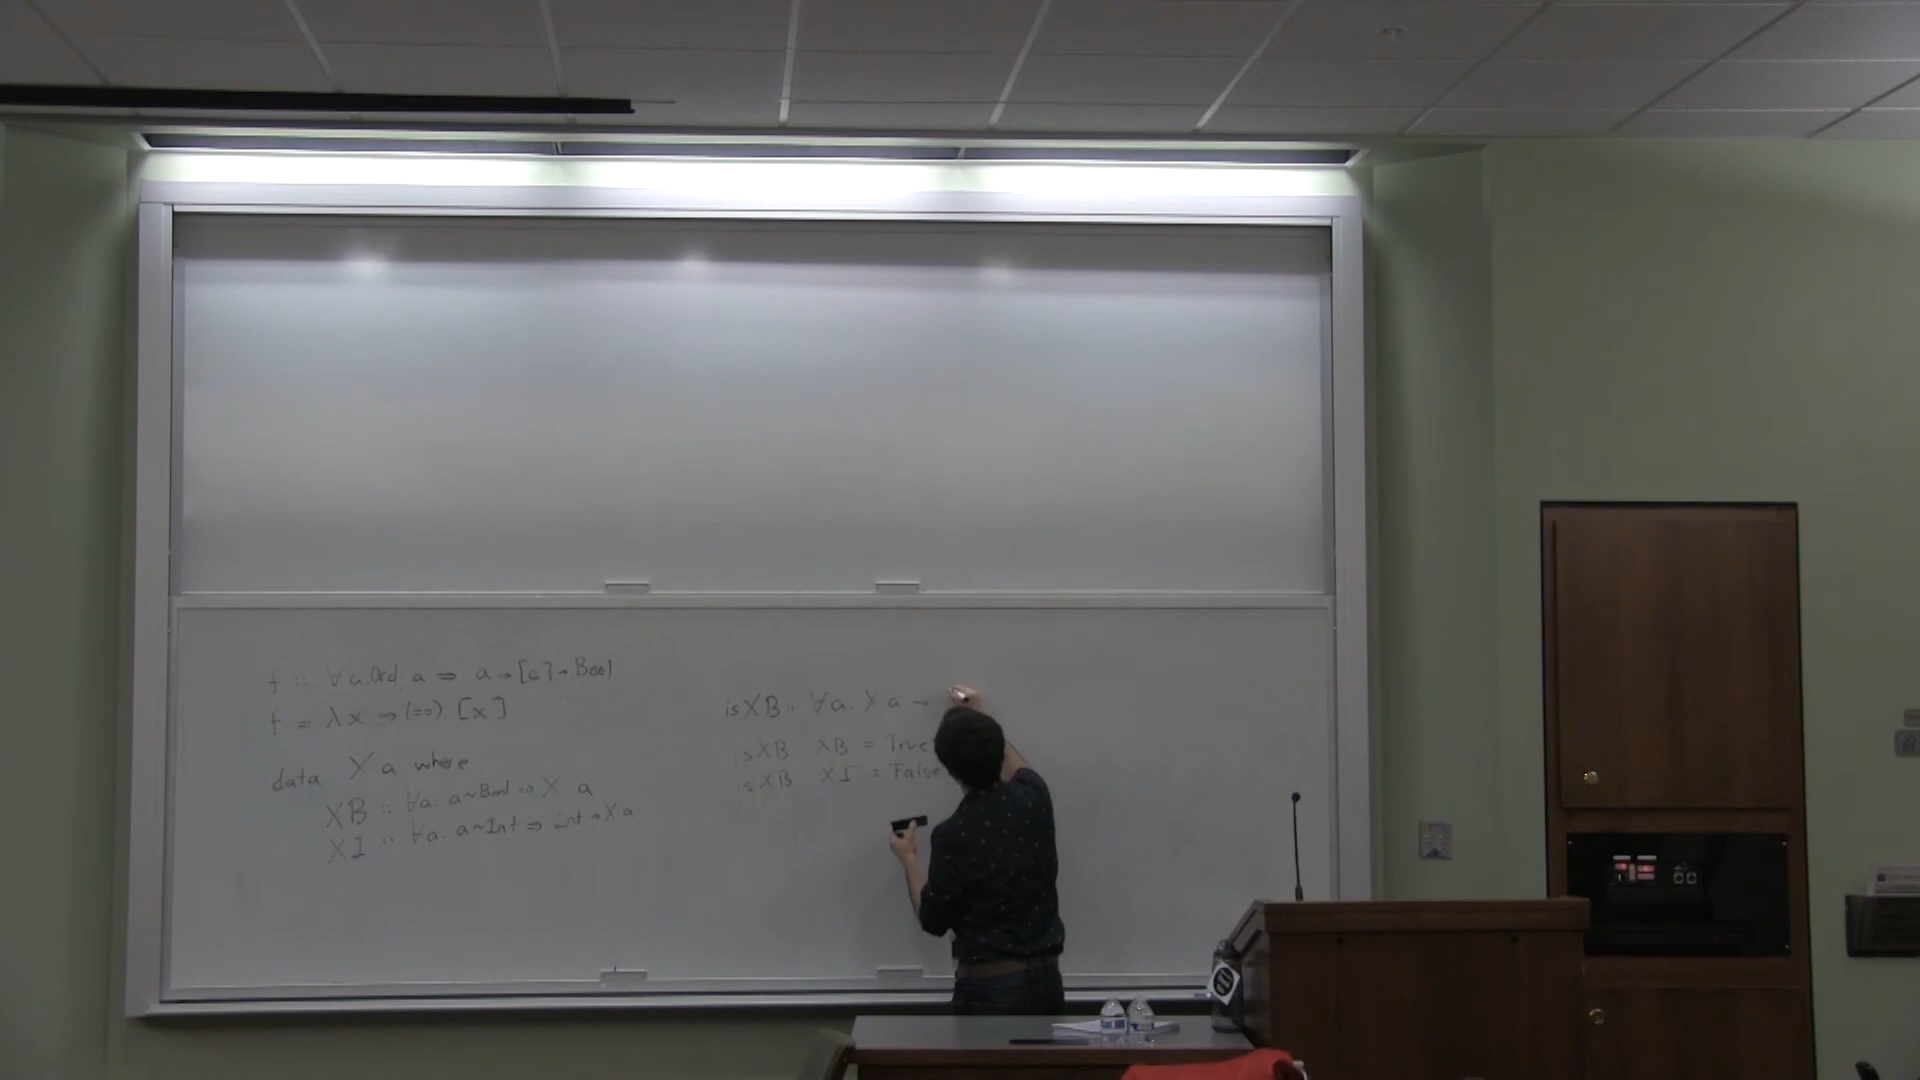 f :: ∀a. Ord a ⇒ a → [a] → Bool
f = λx → (==) [x]
data X a where
XB :: ∀a. a ~ Bool ⇒ X a
XI :: ∀a. a ~ Int ⇒ Int → X a
isXB :: ∀a. X a →
isXB XB = True
isXB XI = False